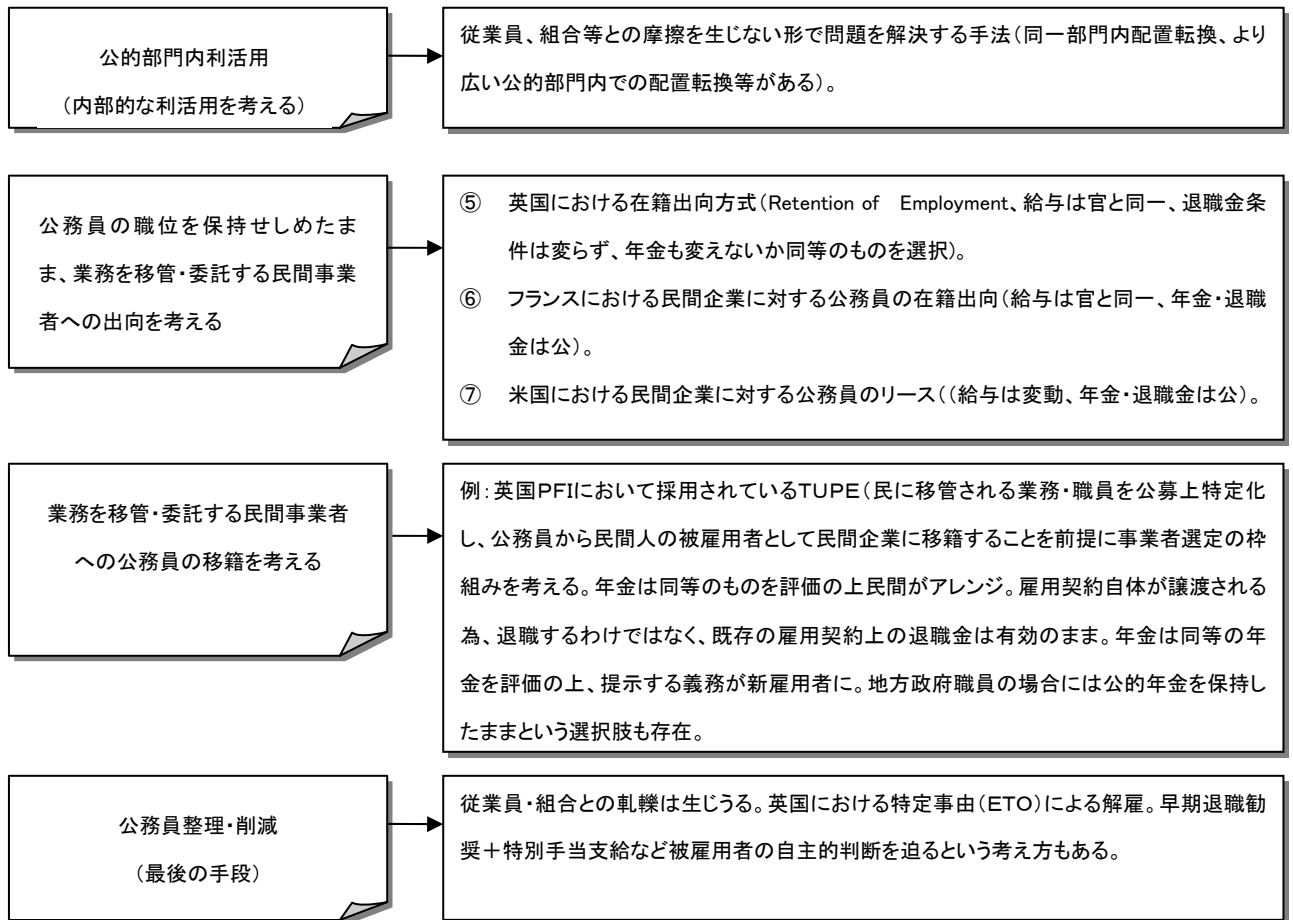 公的部門内利活用
（内部的な利活用を考える）
従業員、組合等との摩擦を生じない形で問題を解決する手法（同一部門内配置転換、より
広い公的部門内での配置転換等がある）。
公務員の職位を保持せしめたま
ま、業務を移管・委託する民間事業
者への出向を考える
⑤ 英国における在籍出向方式（Retention of Employment、給与は官と同一、退職金条
件は変らず、年金も変えないか同等のものを選択）。
⑥ フランスにおける民間企業に対する公務員の在籍出向（給与は官と同一、年金・退職
金は公）。
⑦ 米国における民間企業に対する公務員のリース（（給与は変動、年金・退職金は公）。
業務を移管・委託する民間事業者
への公務員の移籍を考える
例：英国ＰＦＩにおいて採用されているＴＵＰＥ（民に移管される業務・職員を公募上特定化
し、公務員から民間人の被雇用者として民間企業に移籍することを前提に事業者選定の枠
組みを考える。年金は同等のものを評価の上民間がアレンジ。雇用契約自体が譲渡される
為、退職するわけではなく、既存の雇用契約上の退職金は有効のまま。年金は同等の年
金を評価の上、提示する義務が新雇用者に。地方政府職員の場合には公的年金を保持し
たままという選択肢も存在。
公務員整理・削減
（最後の手段）
従業員・組合との軋轢は生じうる。英国における特定事由（ＥＴＯ）による解雇。早期退職勧
奨＋特別手当支給など被雇用者の自主的判断を迫るという考え方もある。